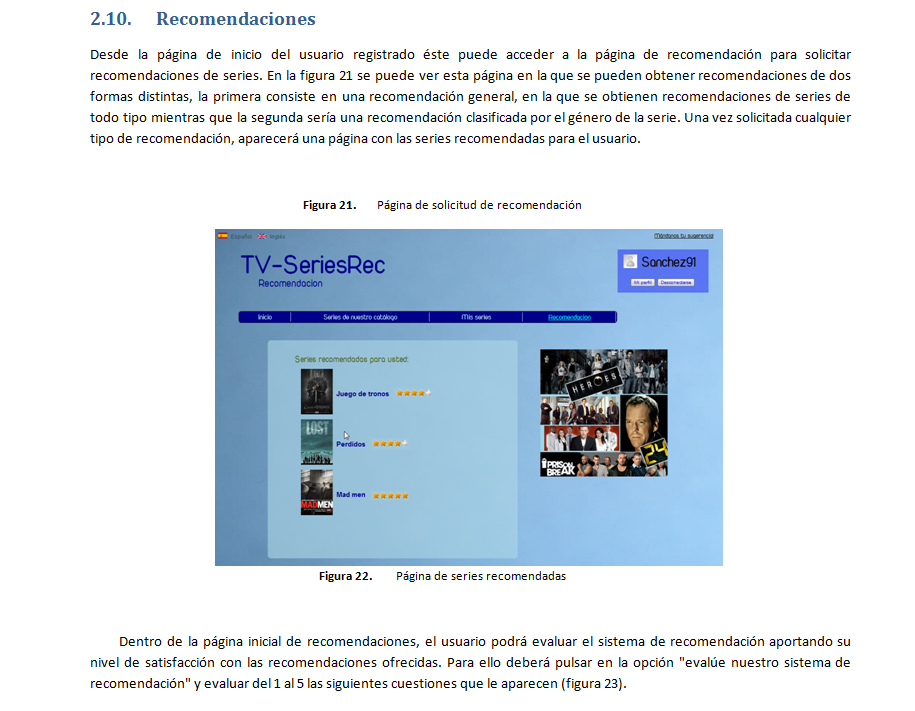 2.10. Recomendaciones
Desde la página de inicio del usuario registrado éste puede acceder a la página de recomendación para solicitar
recomendaciones de series. En la figura 21 se puede ver esta página en la que se pueden obtener recomendaciones de dos
formas distintas, la primera consiste en una recomendación general, en la que se obtienen recomendaciones de series de
todo tipo mientras que la segunda sería una recomendación clasificada por el género de la serie. Una vez solicitada cualquier
tipo de recomendación, aparecerá una página con las series recomendadas para el usuario.
Figura 21. Página de solicitud de recomendación
Español Inglés
Mándanos tu sugerencia
TV-SeriesRec
Recomendacion
Sanchez91
Mi perfil Desconectarse
Inicio Series de nuestro catálogo Mis series Recomendacion
Series recomendadas para usted:
Juego de tronos
LOST
Perdidos
MADMEN
Mad men
HEROES
24
PRISON
BREAK
Figura 22. Página de series recomendadas
Dentro de la página inicial de recomendaciones, el usuario podrá evaluar el sistema de recomendación aportando su
nivel de satisfacción con las recomendaciones ofrecidas. Para ello deberá pulsar en la opción "evalúe nuestro sistema de
recomendación" y evaluar del 1 al 5 las siguientes cuestiones que le aparecen (figura 23).